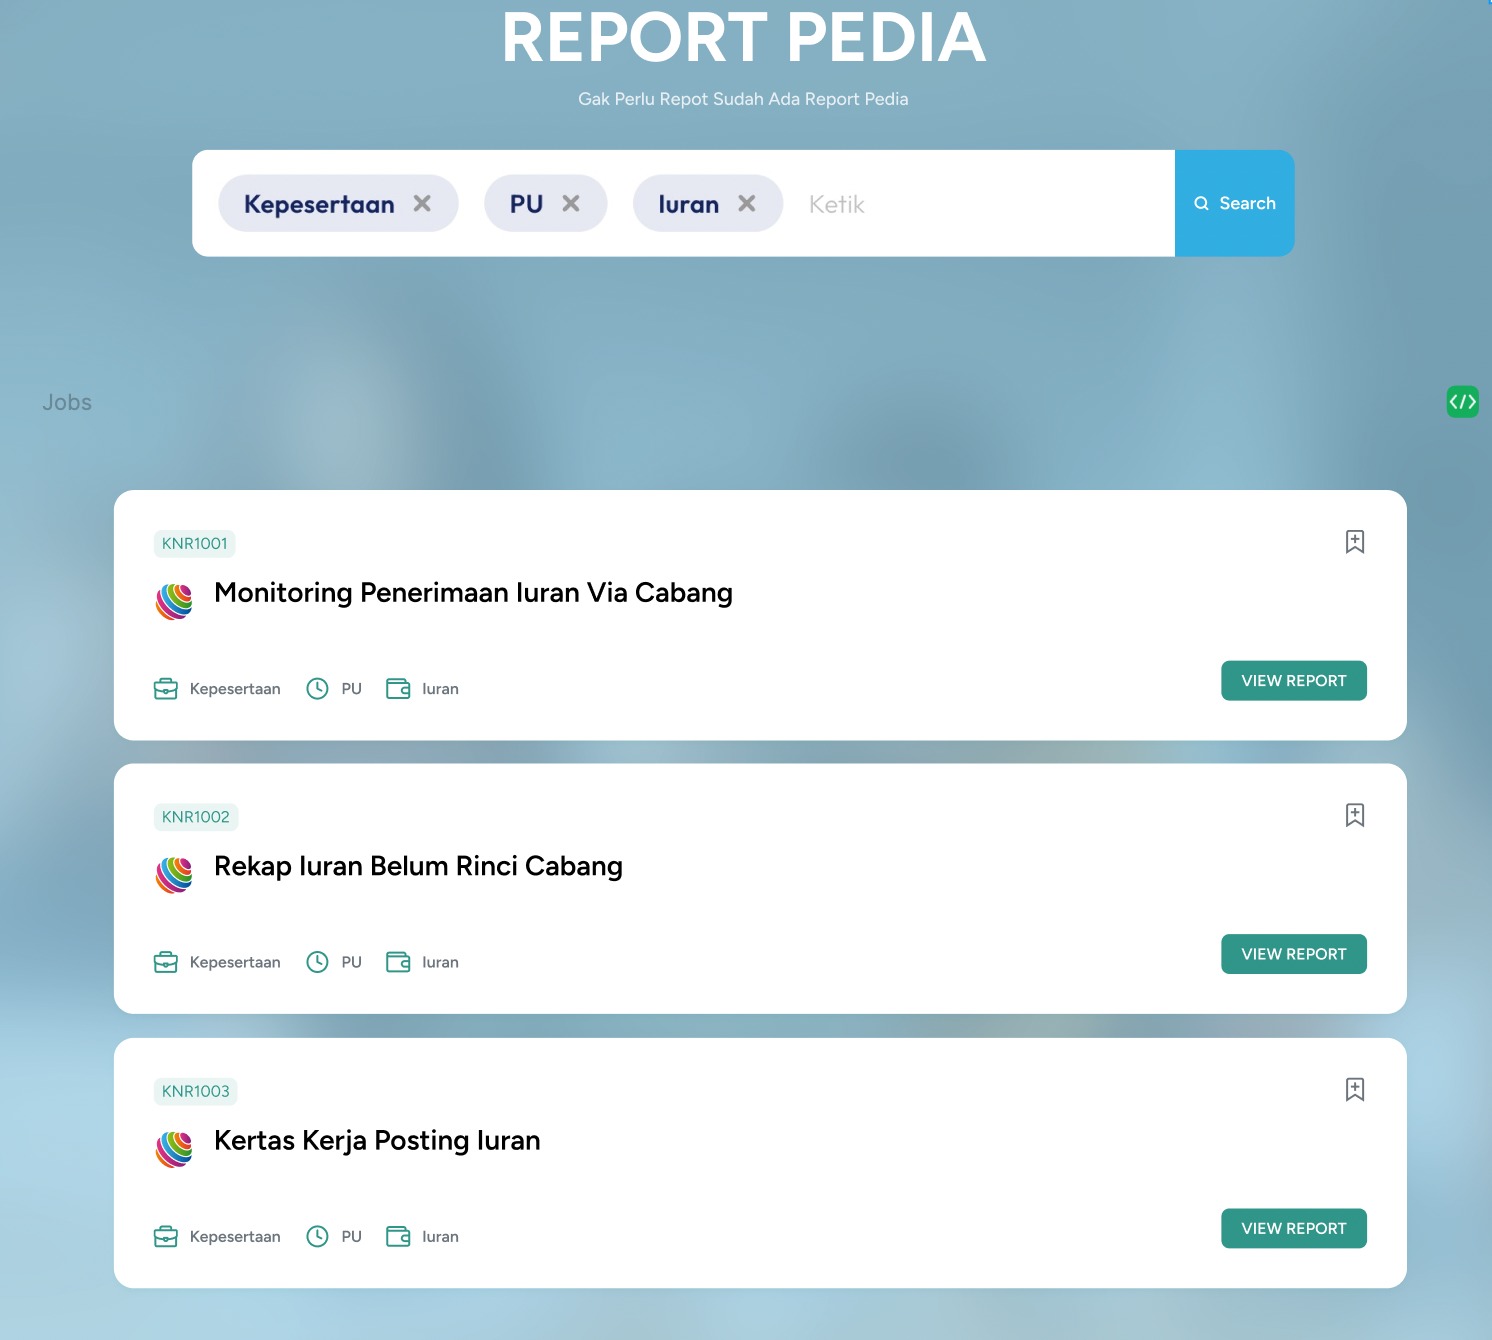 REPORT PEDIA
Gak Perlu Repot Sudah Ada Report Pedia
Kepesertaan PU Iuran Ketik
Search
Jobs
KNR1001
Monitoring Penerimaan Iuran Via Cabang
Kepesertaan PU Iuran
VIEW REPORT
KNR1002
Rekap Iuran Belum Rinci Cabang
Kepesertaan PU Iuran
VIEW REPORT
KNR1003
Kertas Kerja Posting Iuran
Kepesertaan PU Iuran
VIEW REPORT